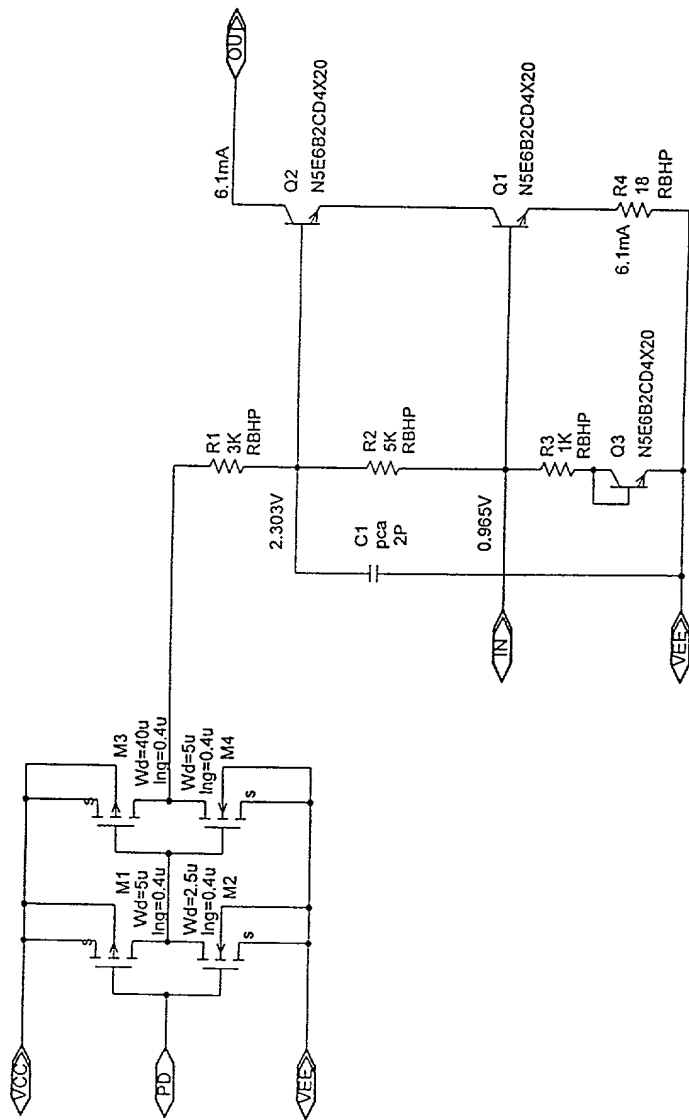 VCC
PD
VEE
M1
Wd=5u
lng=0.4u
Wd=2.5u
lng=0.4u
M2
s
s
M3
Wd=40u
lng=0.4u
Wd=5u
lng=0.4u
M4
s
s
R1
3K
RBHP
2.303V
R2
5K
RBHP
C1
pca
2P
0.965V
R3
1K
RBHP
Q3
N5E6B2CD4X20
IN
VEE
OUT
6.1mA
Q2
N5E6B2CD4X20
Q1
N5E6B2CD4X20
R4
18
RBHP
6.1mA